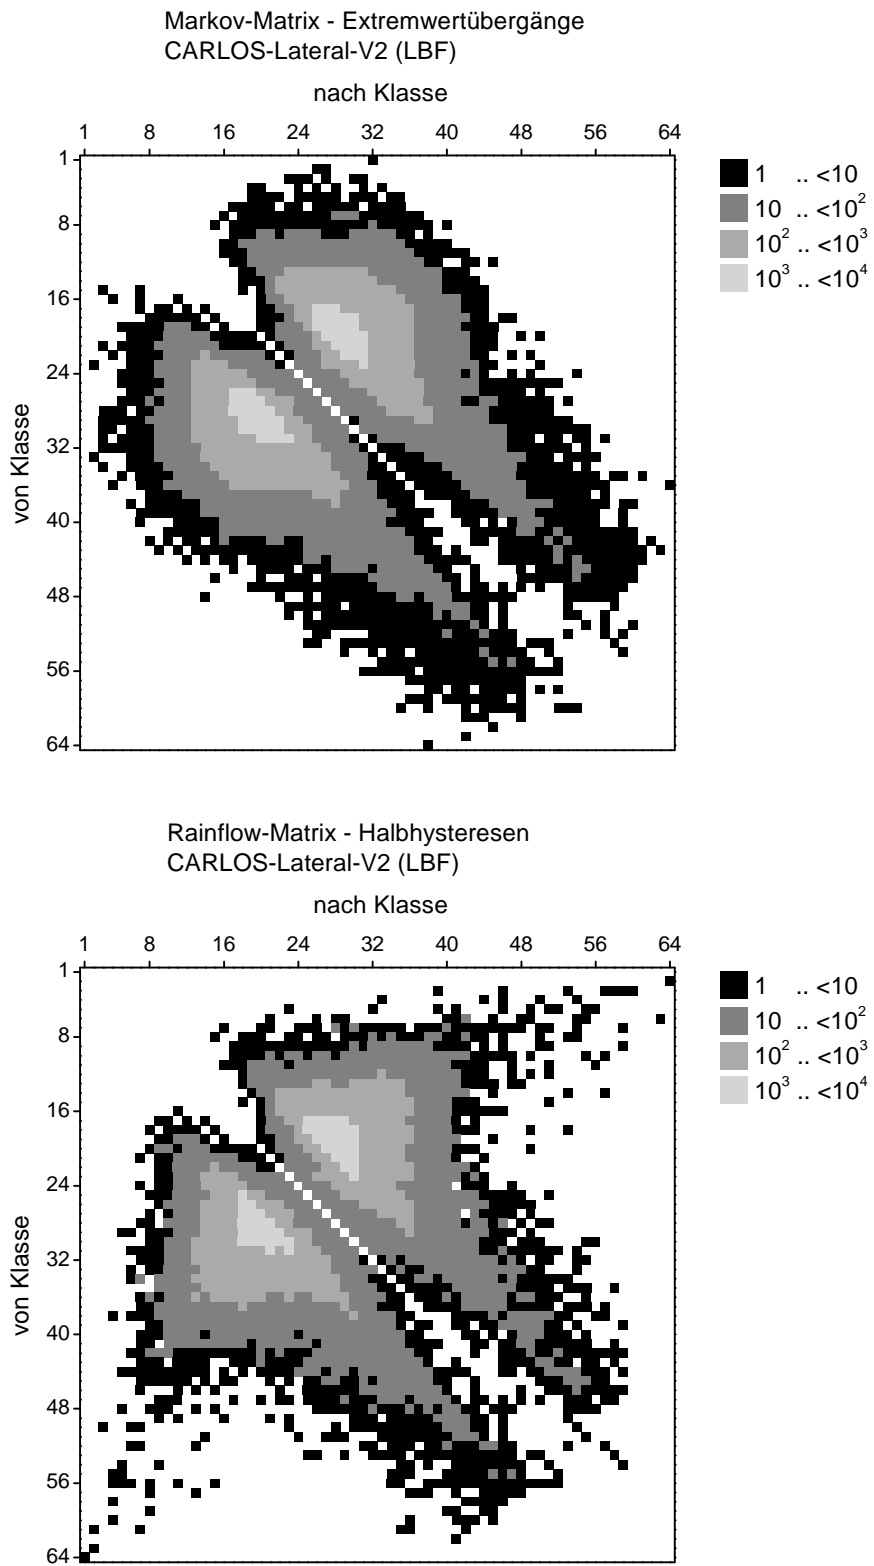 Markov-Matrix - Extremwertübergänge
CARLOS-Lateral-V2 (LBF)
nach Klasse
1 8 16 24 32 40 48 56 64
von Klasse
1
8
16
24
32
40
48
56
64
1 .. <10
10 .. <10²
10² .. <10³
10³ .. <10⁴
Rainflow-Matrix - Halbhysteresen
CARLOS-Lateral-V2 (LBF)
nach Klasse
1 8 16 24 32 40 48 56 64
von Klasse
1
8
16
24
32
40
48
56
64
1 .. <10
10 .. <10²
10² .. <10³
10³ .. <10⁴